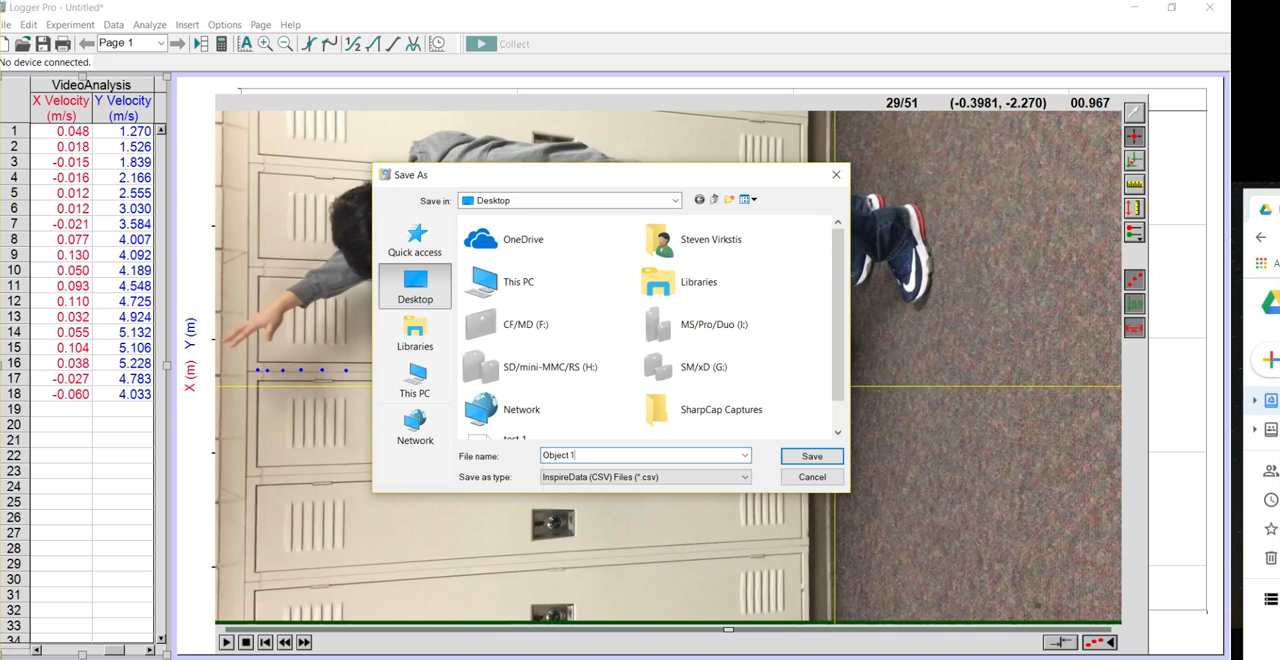 Logger Pro - Untitled*
ile Edit Experiment Data Analyze Insert Options Page Help
Page 1
Collect
No device connected.
VideoAnalysis
X Velocity (m/s) Y Velocity (m/s)
1 0.048 1.270
2 0.018 1.526
3 -0.015 1.839
4 -0.016 2.166
5 0.012 2.555
6 0.012 3.030
7 -0.021 3.584
8 0.077 4.007
9 0.130 4.092
10 0.050 4.189
11 0.093 4.548
12 0.110 4.725
13 0.032 4.924
14 0.055 5.132
15 0.104 5.106
16 0.038 5.228
17 -0.027 4.783
18 -0.060 4.033
19
20
21
22
23
24
25
26
27
28
29
30
31
32
33
34
X (m) Y (m)
29/51 (-0.3981, -2.270) 00.967
Save As
Save in: Desktop
Quick access
Desktop
Libraries
This PC
Network
OneDrive Steven Virkstis
This PC Libraries
CF/MD (F:) MS/Pro/Duo (I:)
SD/mini-MMC/RS (H:) SM/xD (G:)
Network SharpCap Captures
test 1
File name: Object 1 Save
Save as type: InspireData (CSV) Files (*.csv) Cancel
A